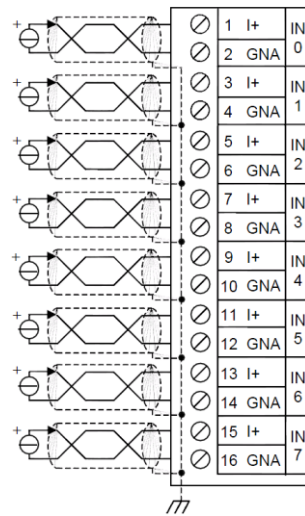 + 1 I+ IN 0
2 GNA
+ 3 I+ IN 1
4 GNA
+ 5 I+ IN 2
6 GNA
+ 7 I+ IN 3
8 GNA
+ 9 I+ IN 4
10 GNA
+ 11 I+ IN 5
12 GNA
+ 13 I+ IN 6
14 GNA
+ 15 I+ IN 7
16 GNA